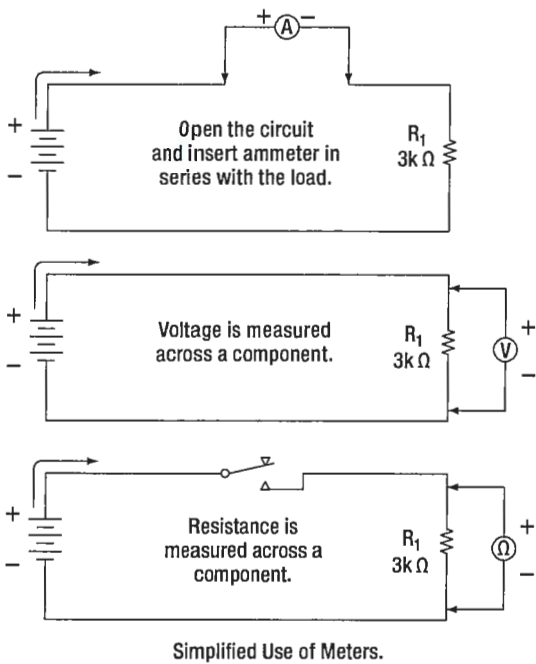 + A −
+
−
Open the circuit
and insert ammeter in
series with the load.
R₁
3k Ω
+
−
Voltage is measured
across a component.
R₁
3k Ω
V
+
−
+
−
Resistance is
measured across a
component.
R₁
3k Ω
Ω
+
−
Simplified Use of Meters.